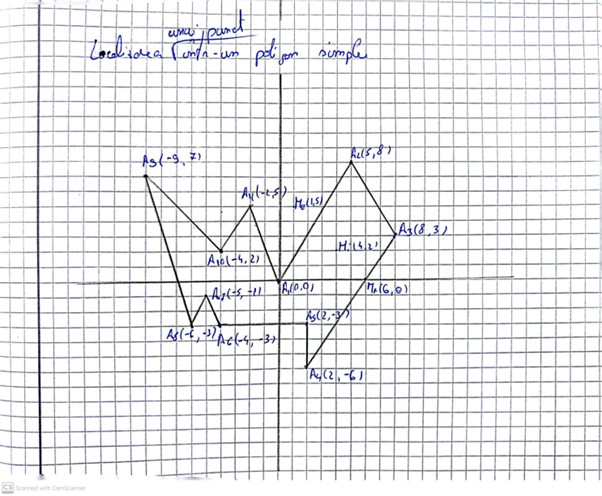 unui punct
Localizarea într-un poligon simplu
A2(5, 8)
A9(-9, 7)
A11(-2,5)
M0(1,5)
A3(8, 3)
M1(4,2)
A10(-4, 2)
A7(-5, -1)
A1(0,0)
M2(6, 0)
A5(2,-3)
A8(-6, -3)
A6(-4, -3)
A4(2, -6)
CS Scanned with CamScanner